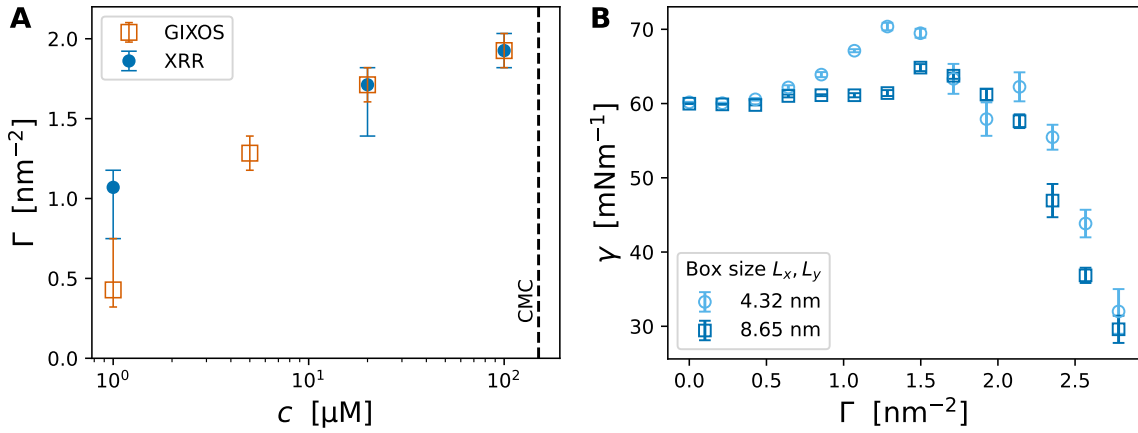 A
GIXOS
XRR
2.0
1.5
1.0
0.5
0.0
Γ [nm⁻²]
CMC
10⁰
10¹
10²
c [μM]
B
70
60
50
40
30
γ [mNm⁻¹]
Box size Lₓ, Lᵧ
4.32 nm
8.65 nm
0.0
0.5
1.0
1.5
2.0
2.5
Γ [nm⁻²]